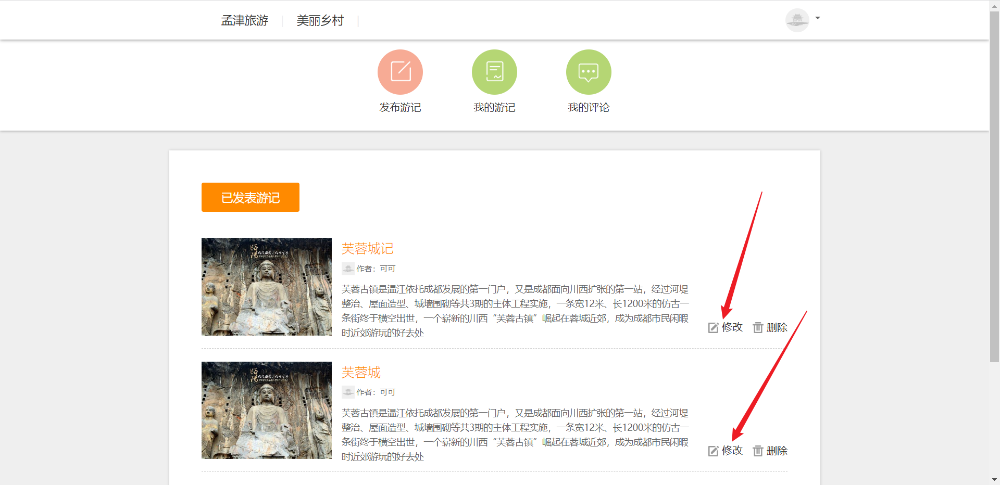 孟津旅游
美丽乡村
发布游记
我的游记
我的评论
已发表游记
芙蓉城记
作者：可可
芙蓉古镇是温江依托成都发展的第一门户，又是成都面向川西扩张的第一站，经过河堤
整治、屋面造型、城墙围砌等共3期的主体工程实施，一条宽12米、长1200米的仿古一
条街终于横空出世，一个崭新的川西“芙蓉古镇”崛起在蓉城近郊，成为成都市民闲暇
时近郊游玩的好去处
修改
删除
芙蓉城
作者：可可
芙蓉古镇是温江依托成都发展的第一门户，又是成都面向川西扩张的第一站，经过河堤
整治、屋面造型、城墙围砌等共3期的主体工程实施，一条宽12米、长1200米的仿古一
条街终于横空出世，一个崭新的川西“芙蓉古镇”崛起在蓉城近郊，成为成都市民闲暇
时近郊游玩的好去处
修改
删除